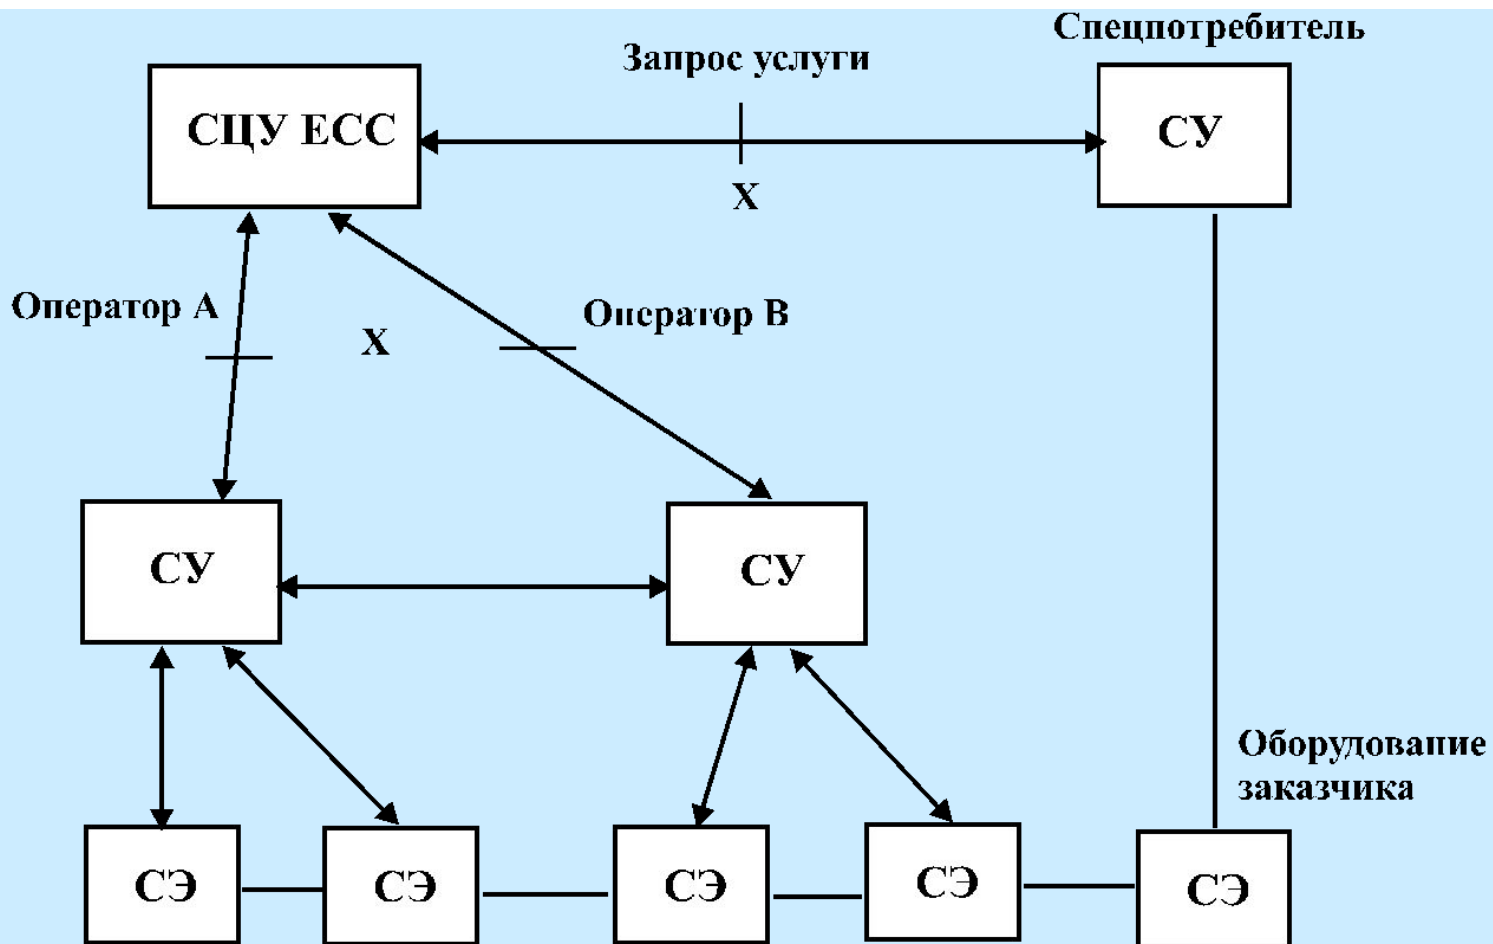 Спецпотребитель
Запрос услуги
СЦУ ЕСС
СУ
X
Оператор А
Оператор В
X
СУ
СУ
Оборудование
заказчика
СЭ
СЭ
СЭ
СЭ
СЭ